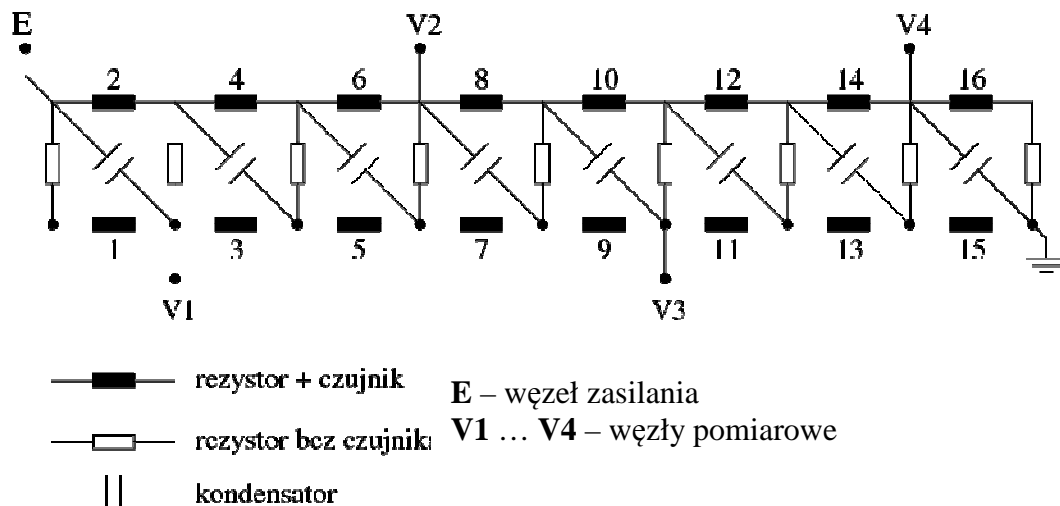 E V2 V4
2 4 6 8 10 12 14 16
1 3 5 7 9 11 13 15
V1 V3
rezystor + czujnik
E – węzeł zasilania
rezystor bez czujnik
V1 … V4 – węzły pomiarowe
kondensator